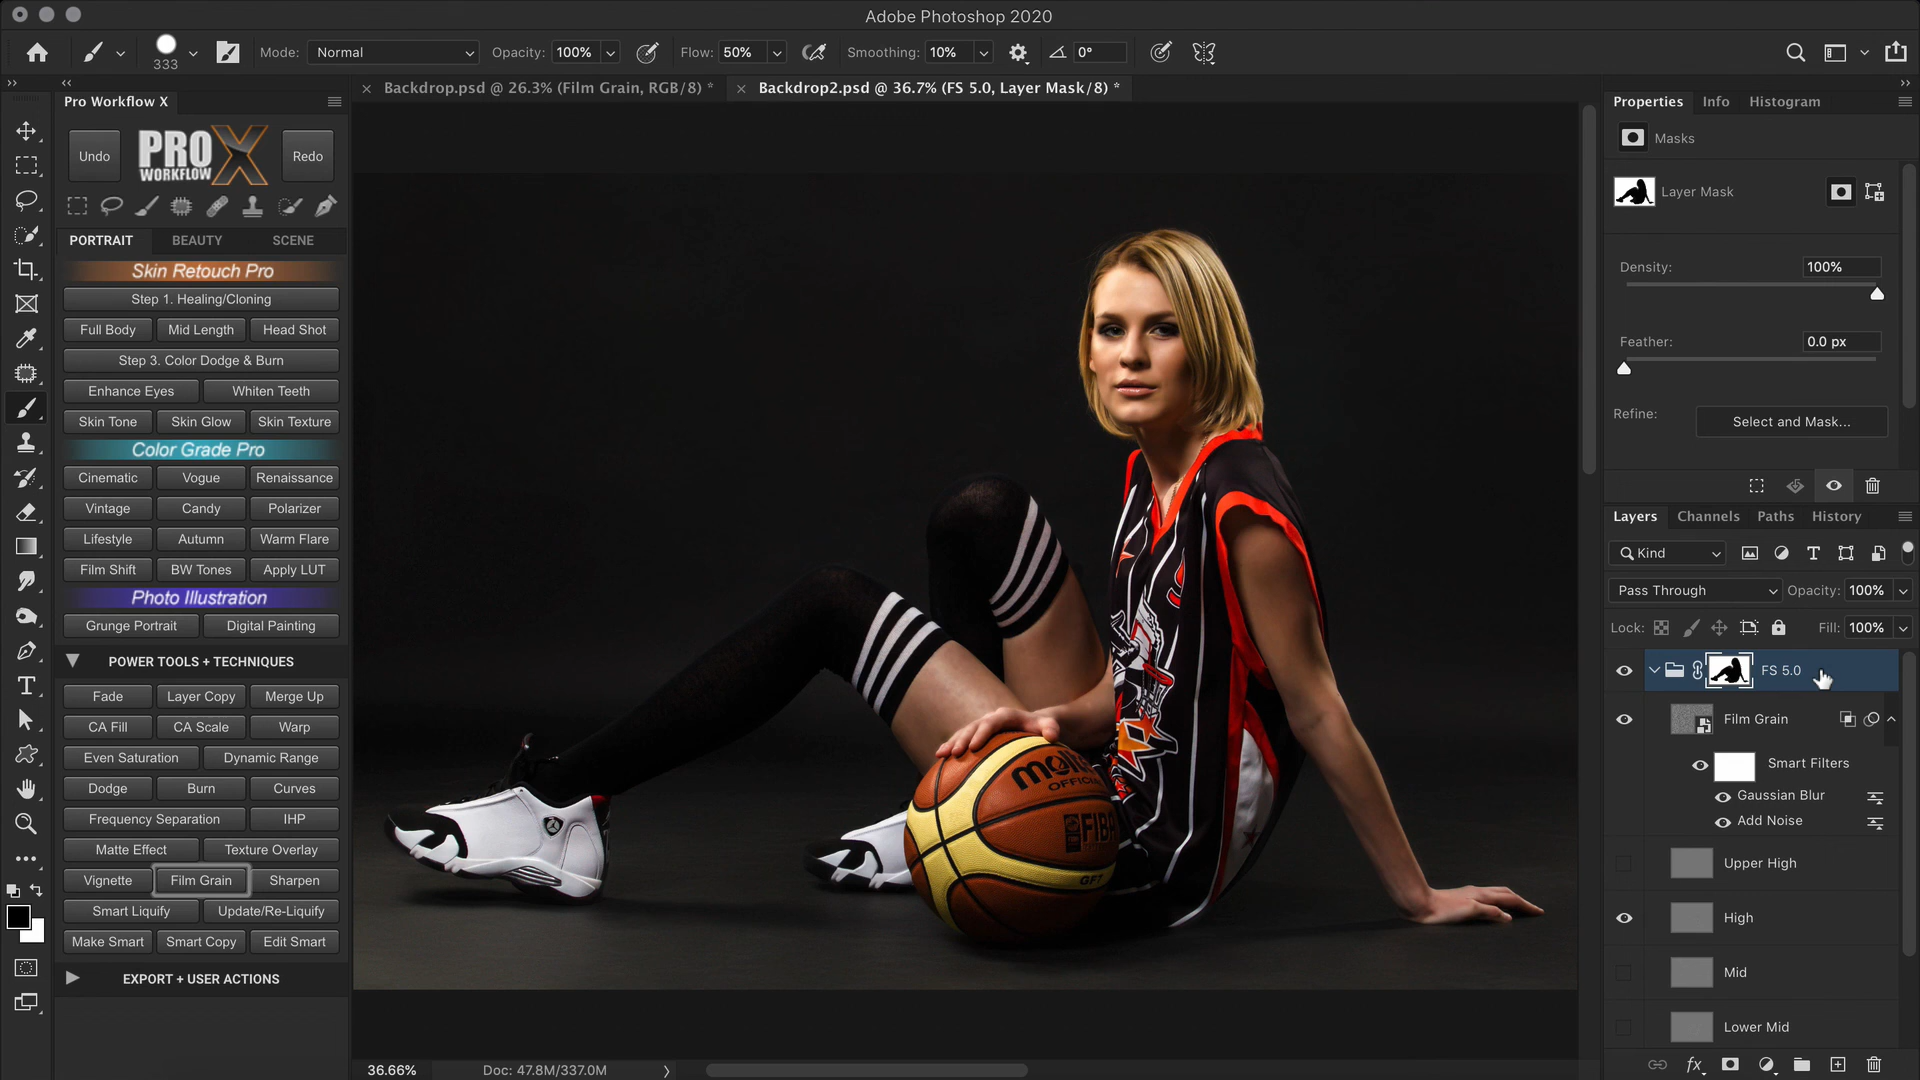 Adobe Photoshop 2020
333
Mode: Normal
Opacity: 100%
Flow: 50%
Smoothing: 10%
0°
Backdrop.psd @ 26.3% (Film Grain, RGB/8) *
Backdrop2.psd @ 36.7% (FS 5.0, Layer Mask/8) *
Pro Workflow X
Undo
PRO X
WORKFLOW
Redo
PORTRAIT
BEAUTY
SCENE
Skin Retouch Pro
Step 1. Healing/Cloning
Full Body
Mid Length
Head Shot
Step 3. Color Dodge & Burn
Enhance Eyes
Whiten Teeth
Skin Tone
Skin Glow
Skin Texture
Color Grade Pro
Cinematic
Vogue
Renaissance
Vintage
Candy
Polarizer
Lifestyle
Autumn
Warm Flare
Film Shift
BW Tones
Apply LUT
Photo Illustration
Grunge Portrait
Digital Painting
POWER TOOLS + TECHNIQUES
Fade
Layer Copy
Merge Up
CA Fill
CA Scale
Warp
Even Saturation
Dynamic Range
Dodge
Burn
Curves
Frequency Separation
IHP
Matte Effect
Texture Overlay
Vignette
Film Grain
Sharpen
Smart Liquify
Update/Re-Liquify
Make Smart
Smart Copy
Edit Smart
EXPORT + USER ACTIONS
molte
OFFICIA
FIBA
GF7
36.66%
Doc: 47.8M/337.0M
Properties
Info
Histogram
Masks
Layer Mask
Density: 100%
Feather: 0.0 px
Refine:
Select and Mask...
Layers
Channels
Paths
History
Kind
Pass Through
Opacity: 100%
Lock:
Fill: 100%
FS 5.0
Film Grain
Smart Filters
Gaussian Blur
Add Noise
Upper High
High
Mid
Lower Mid